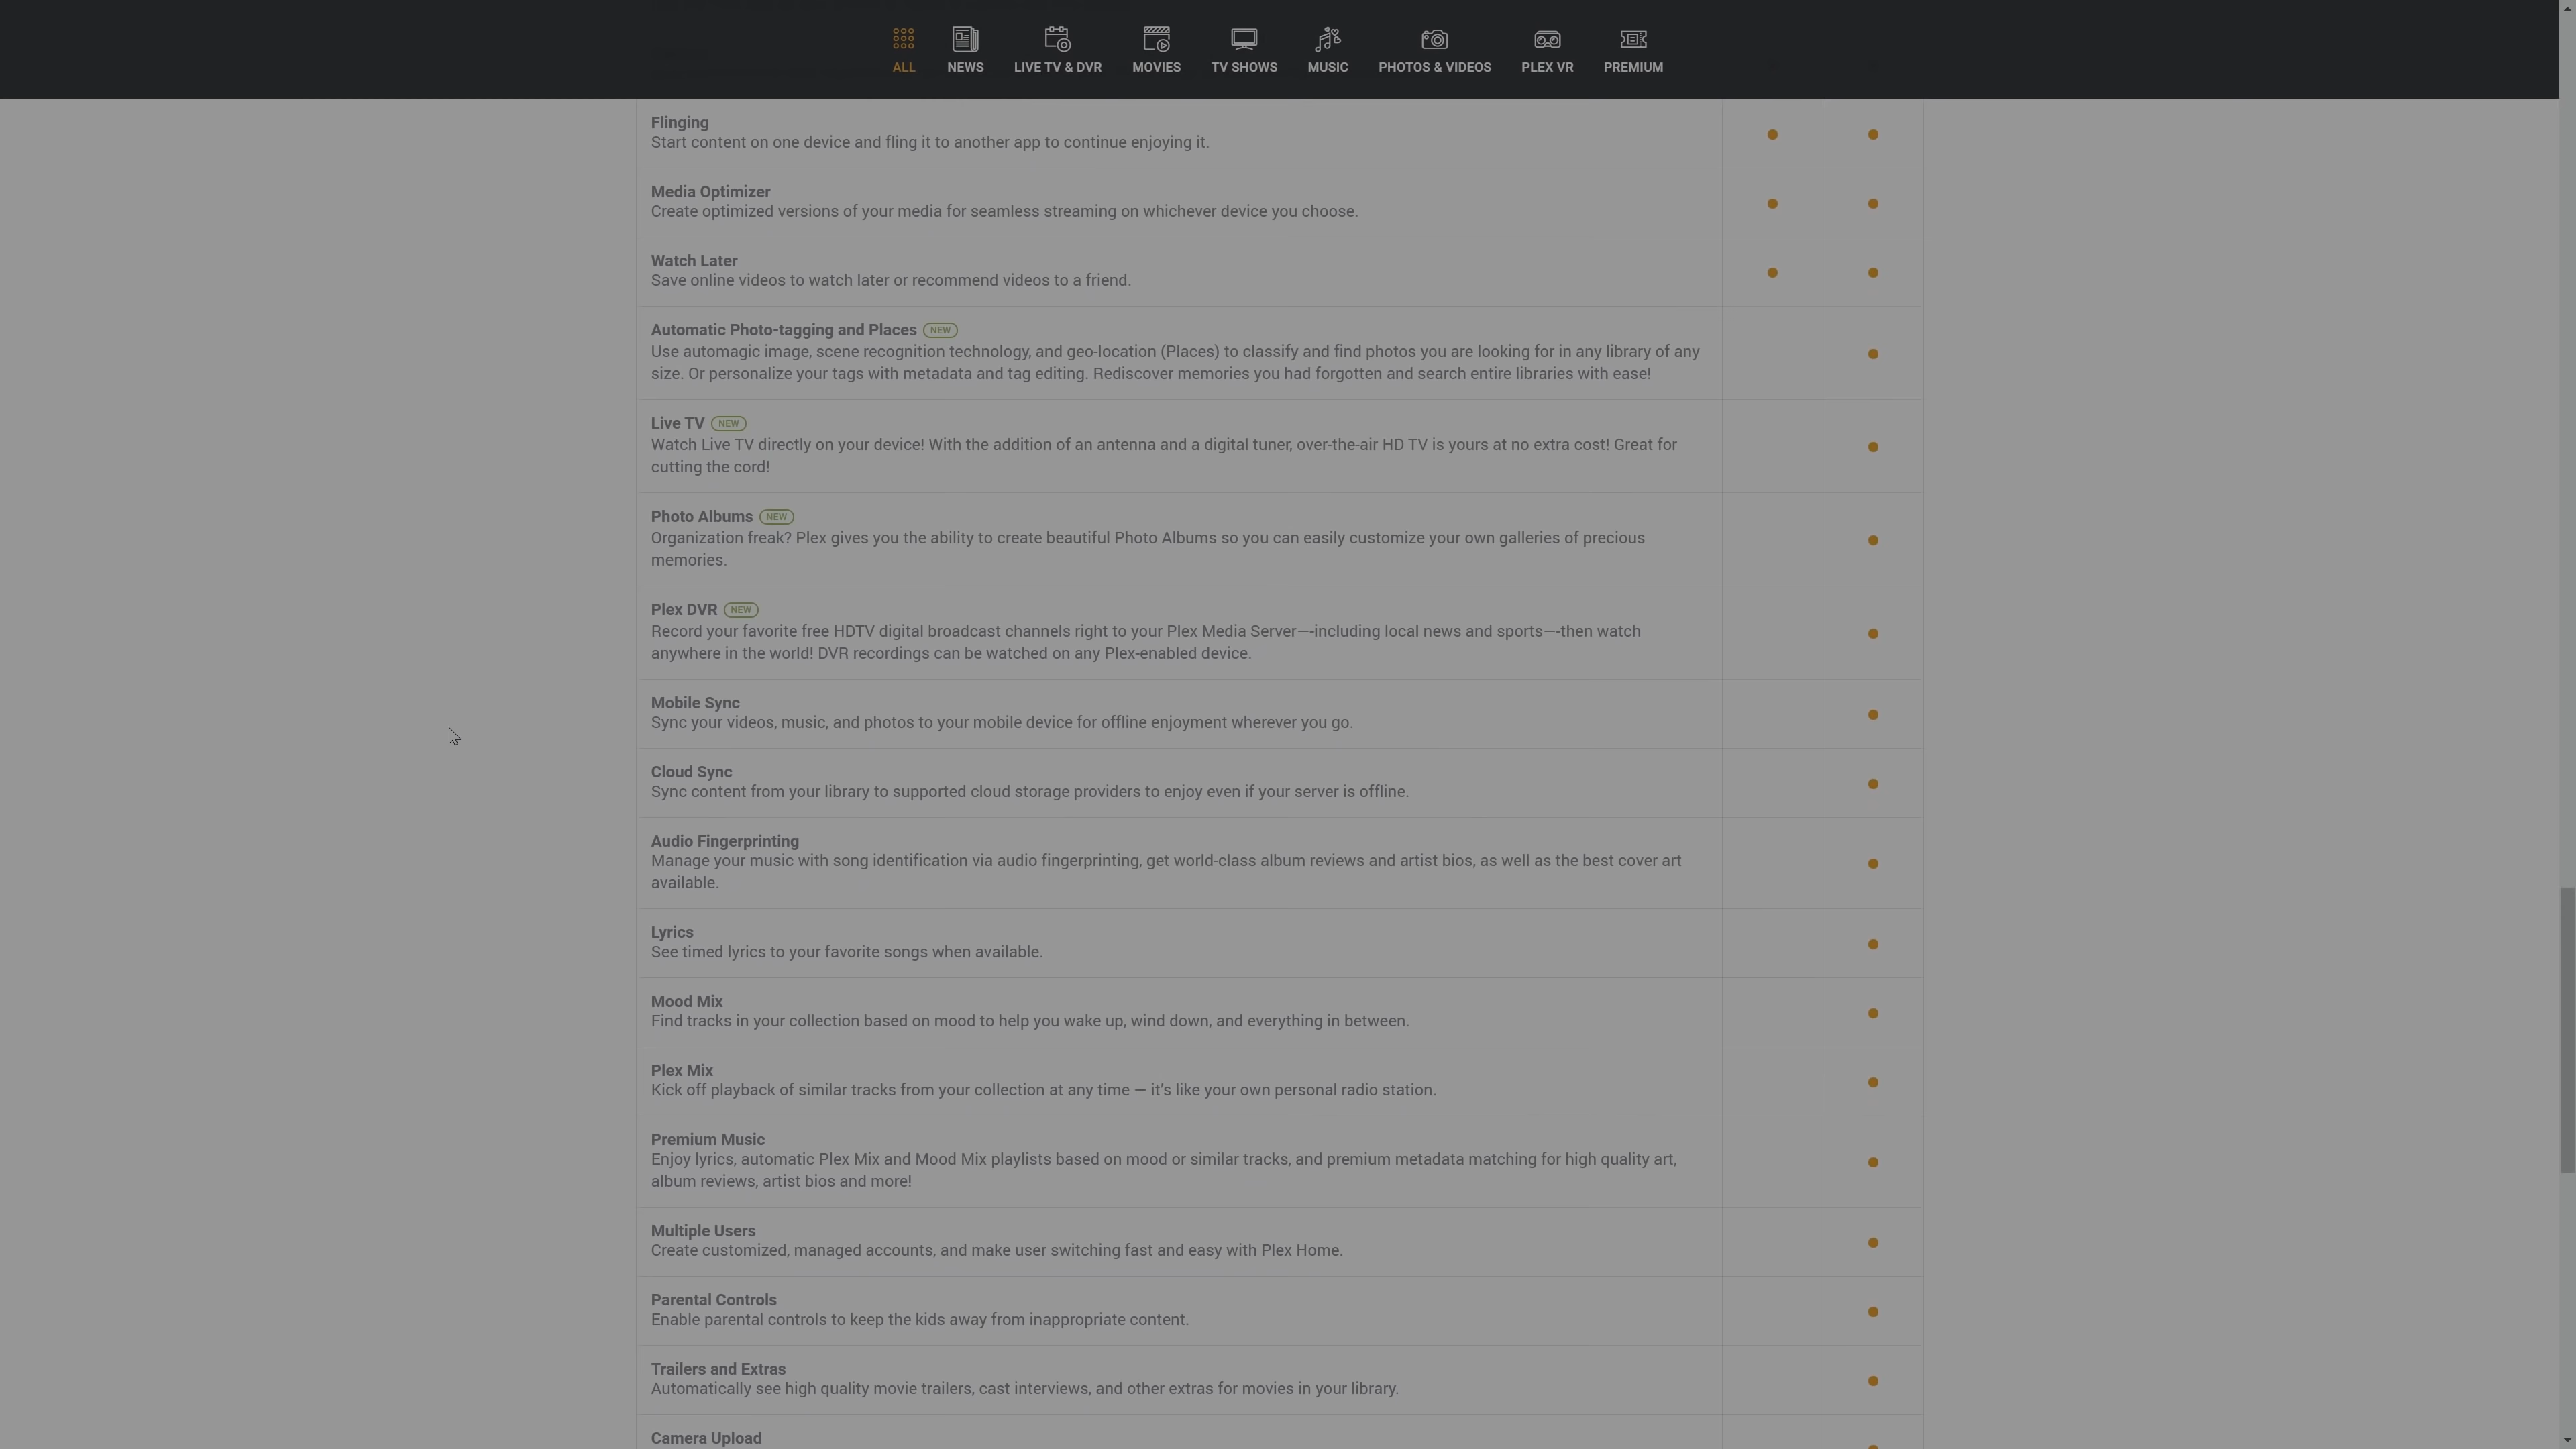 ALL NEWS LIVE TV & DVR MOVIES TV SHOWS MUSIC PHOTOS & VIDEOS PLEX VR PREMIUM
Flinging
Start content on one device and fling it to another app to continue enjoying it.
Media Optimizer
Create optimized versions of your media for seamless streaming on whichever device you choose.
Watch Later
Save online videos to watch later or recommend videos to a friend.
Automatic Photo-tagging and Places NEW
Use automagic image, scene recognition technology, and geo-location (Places) to classify and find photos you are looking for in any library of any
size. Or personalize your tags with metadata and tag editing. Rediscover memories you had forgotten and search entire libraries with ease!
Live TV NEW
Watch Live TV directly on your device! With the addition of an antenna and a digital tuner, over-the-air HD TV is yours at no extra cost! Great for
cutting the cord!
Photo Albums NEW
Organization freak? Plex gives you the ability to create beautiful Photo Albums so you can easily customize your own galleries of precious
memories.
Plex DVR NEW
Record your favorite free HDTV digital broadcast channels right to your Plex Media Server—-including local news and sports—-then watch
anywhere in the world! DVR recordings can be watched on any Plex-enabled device.
Mobile Sync
Sync your videos, music, and photos to your mobile device for offline enjoyment wherever you go.
Cloud Sync
Sync content from your library to supported cloud storage providers to enjoy even if your server is offline.
Audio Fingerprinting
Manage your music with song identification via audio fingerprinting, get world-class album reviews and artist bios, as well as the best cover art
available.
Lyrics
See timed lyrics to your favorite songs when available.
Mood Mix
Find tracks in your collection based on mood to help you wake up, wind down, and everything in between.
Plex Mix
Kick off playback of similar tracks from your collection at any time — it's like your own personal radio station.
Premium Music
Enjoy lyrics, automatic Plex Mix and Mood Mix playlists based on mood or similar tracks, and premium metadata matching for high quality art,
album reviews, artist bios and more!
Multiple Users
Create customized, managed accounts, and make user switching fast and easy with Plex Home.
Parental Controls
Enable parental controls to keep the kids away from inappropriate content.
Trailers and Extras
Automatically see high quality movie trailers, cast interviews, and other extras for movies in your library.
Camera Upload